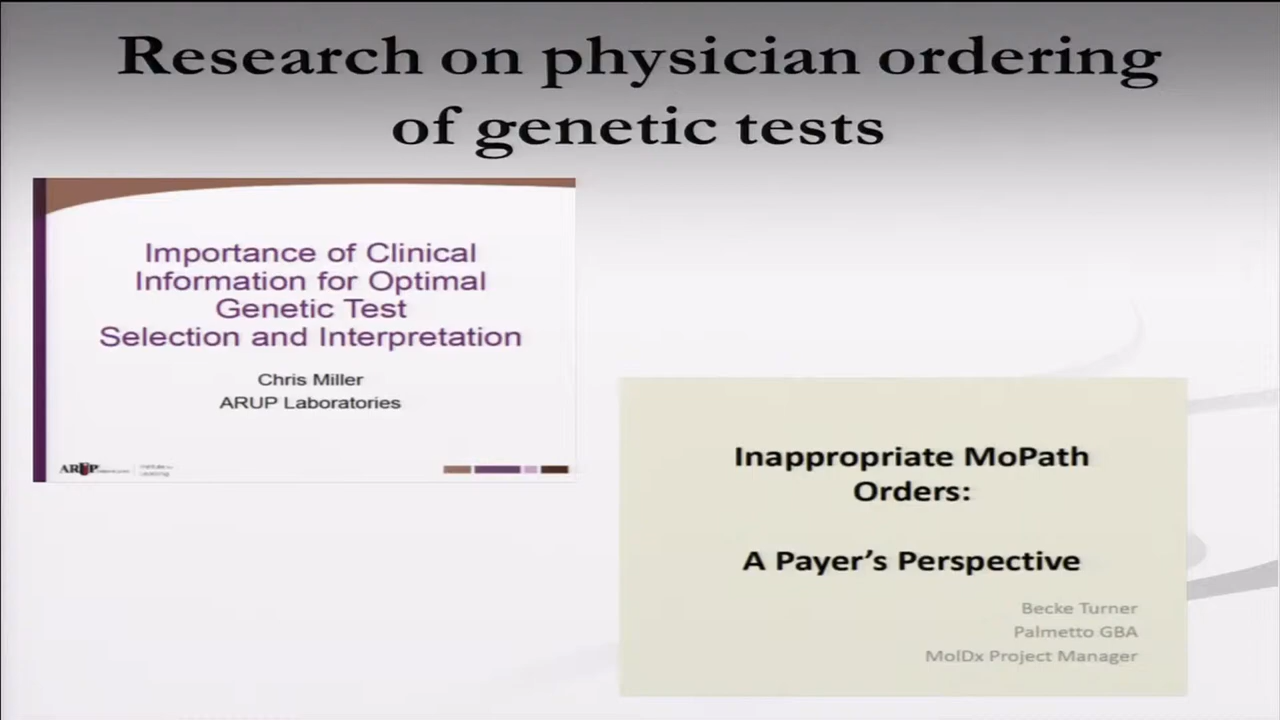 Research on physician ordering
of genetic tests
Importance of Clinical
Information for Optimal
Genetic Test
Selection and Interpretation
Chris Miller
ARUP Laboratories
ARUP
Inappropriate MoPath
Orders:
A Payer's Perspective
Becke Turner
Palmetto GBA
MolDx Project Manager